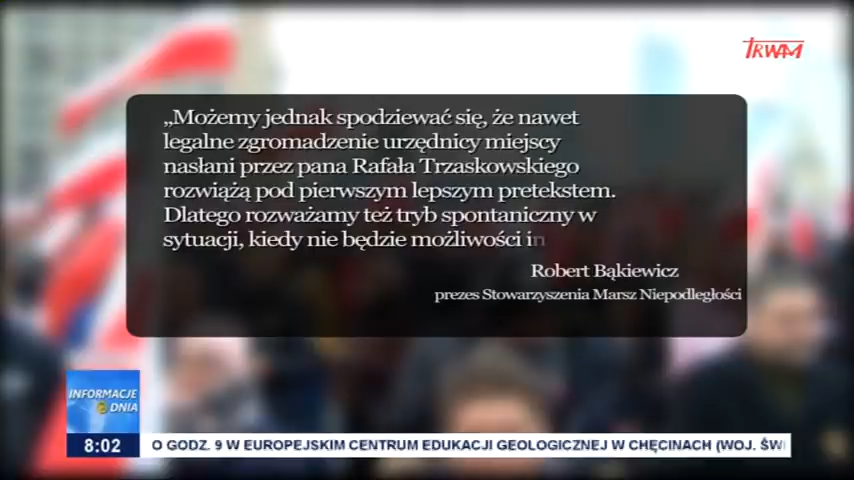 TRWAM
„Możemy jednak spodziewać się, że nawet
legalne zgromadzenie urzędnicy miejscy
nasłani przez pana Rafała Trzaskowskiego
rozwiążą pod pierwszym lepszym pretekstem.
Dlatego rozważamy też tryb spontaniczny w
sytuacji, kiedy nie będzie możliwości in
Robert Bąkiewicz
prezes Stowarzyszenia Marsz Niepodległości
INFORMACJE
DNIA
8:02 O GODZ. 9 W EUROPEJSKIM CENTRUM EDUKACJI GEOLOGICZNEJ W CHĘCINACH (WOJ. ŚWI